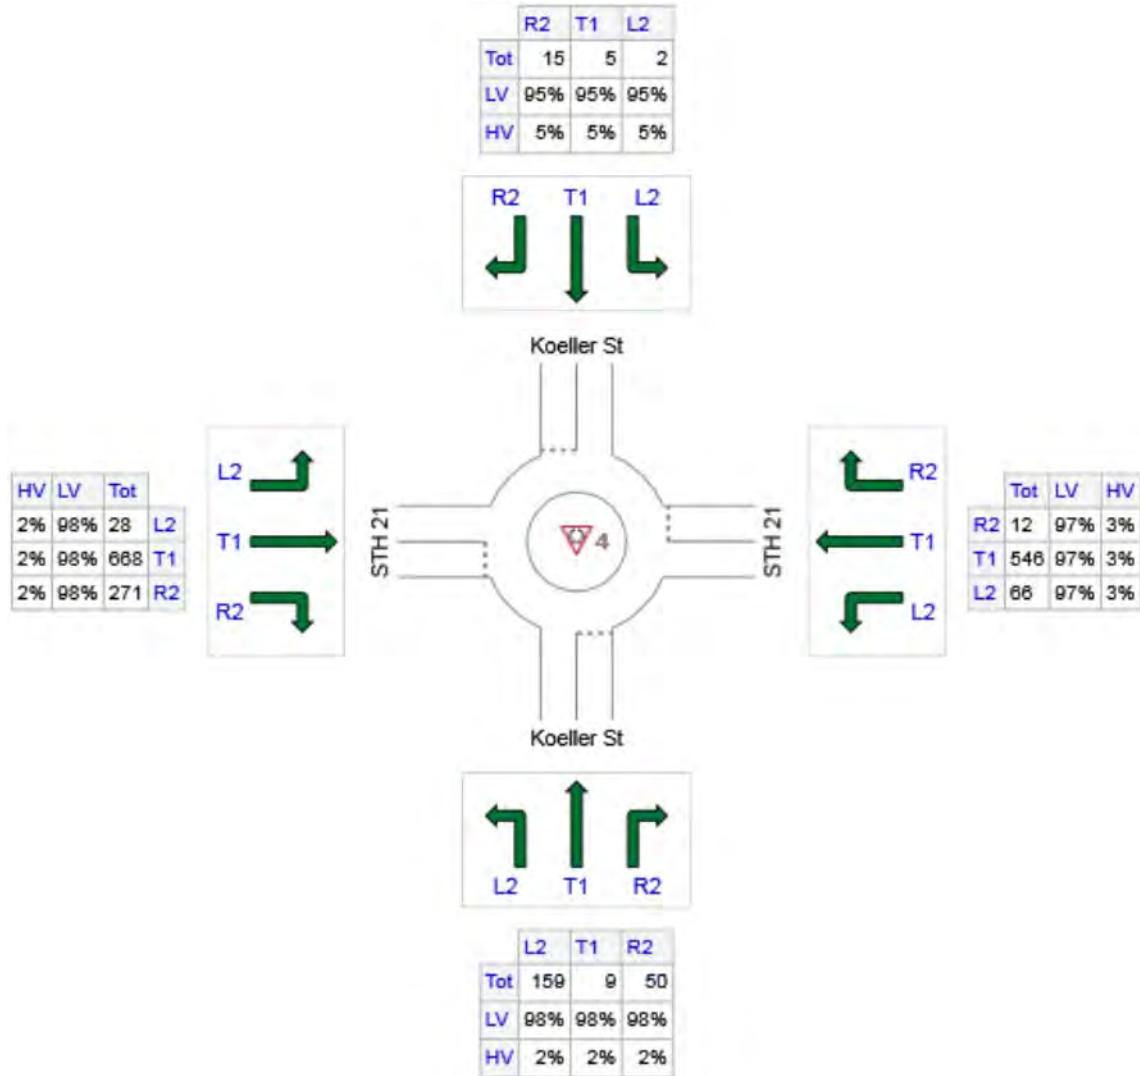 R2 T1 L2
Tot 15 5 2
LV 95% 95% 95%
HV 5% 5% 5%
R2 T1 L2
Koeller St
L2
T1
R2
HV LV Tot
2% 98% 28 L2
2% 98% 668 T1
2% 98% 271 R2
STH 21
4
STH 21
R2
T1
L2
Tot LV HV
R2 12 97% 3%
T1 546 97% 3%
L2 66 97% 3%
Koeller St
L2 T1 R2
L2 T1 R2
Tot 159 9 50
LV 98% 98% 98%
HV 2% 2% 2%